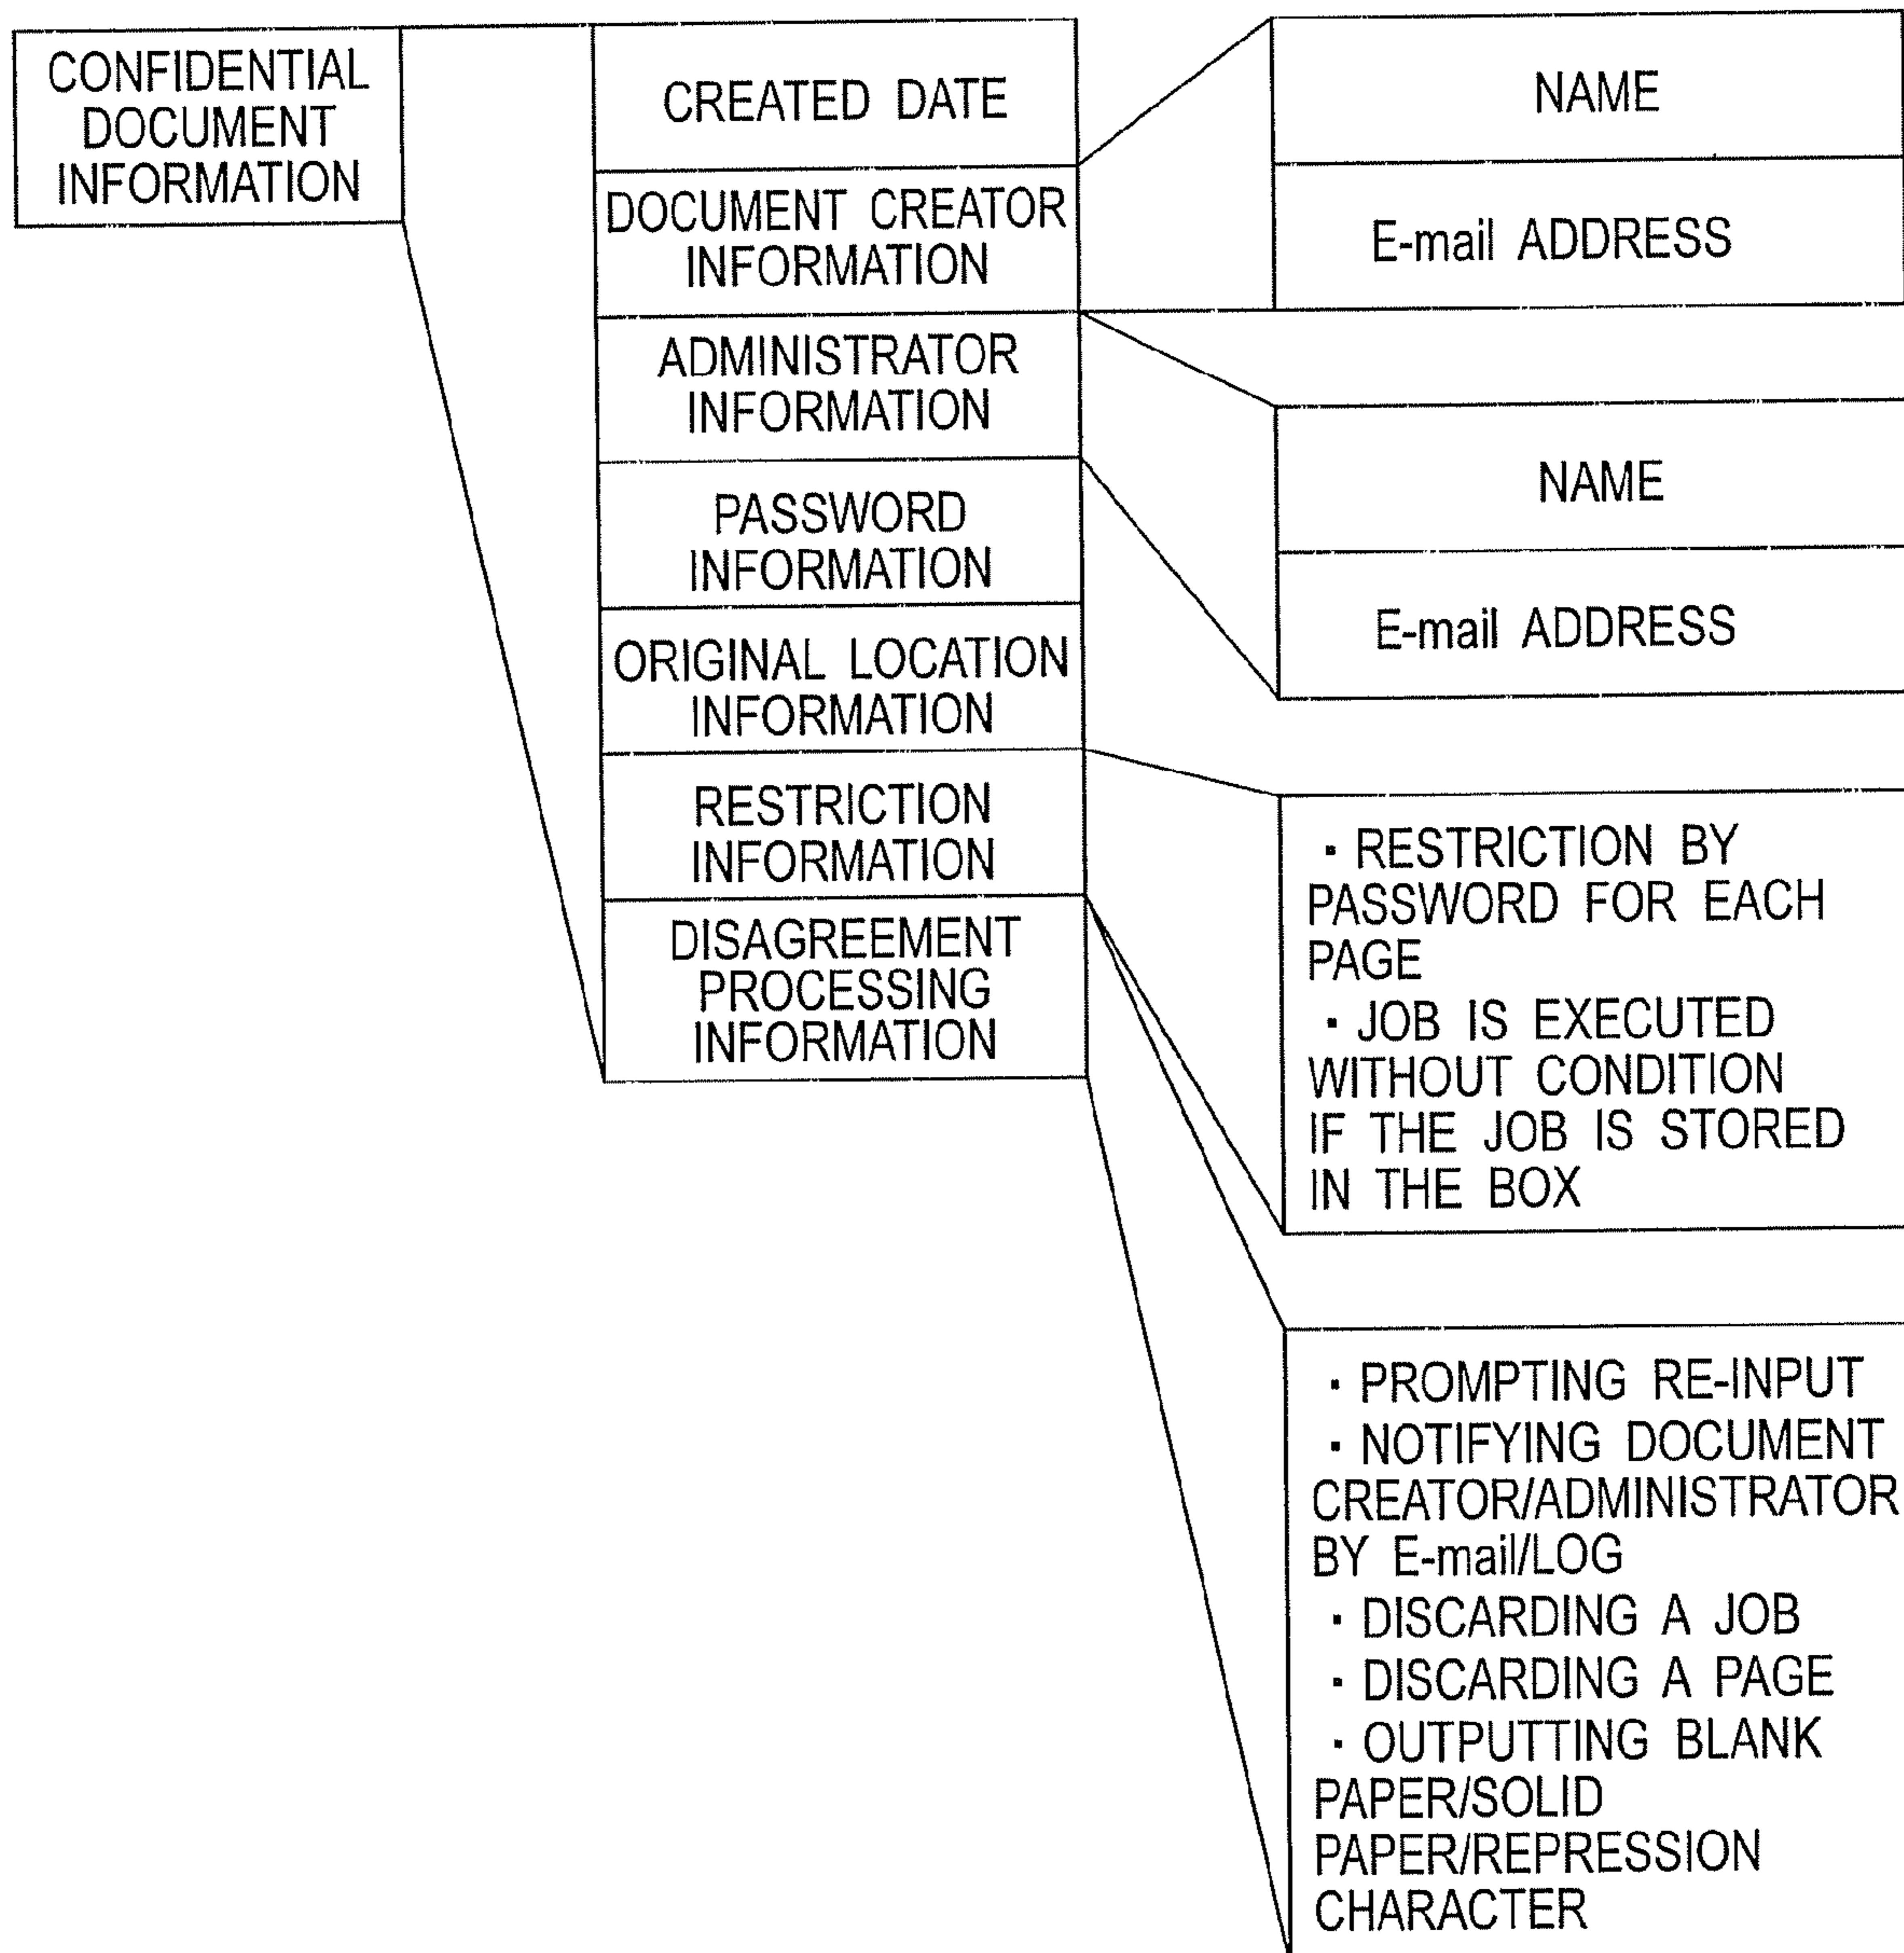 CONFIDENTIAL
DOCUMENT
INFORMATION
CREATED DATE
DOCUMENT CREATOR
INFORMATION
ADMINISTRATOR
INFORMATION
PASSWORD
INFORMATION
ORIGINAL LOCATION
INFORMATION
RESTRICTION
INFORMATION
DISAGREEMENT
PROCESSING
INFORMATION
NAME
E-mail ADDRESS
NAME
E-mail ADDRESS
· RESTRICTION BY
PASSWORD FOR EACH
PAGE
· JOB IS EXECUTED
WITHOUT CONDITION
IF THE JOB IS STORED
IN THE BOX
· PROMPTING RE-INPUT
· NOTIFYING DOCUMENT
CREATOR/ADMINISTRATOR
BY E-mail/LOG
· DISCARDING A JOB
· DISCARDING A PAGE
· OUTPUTTING BLANK
PAPER/SOLID
PAPER/REPRESSION
CHARACTER